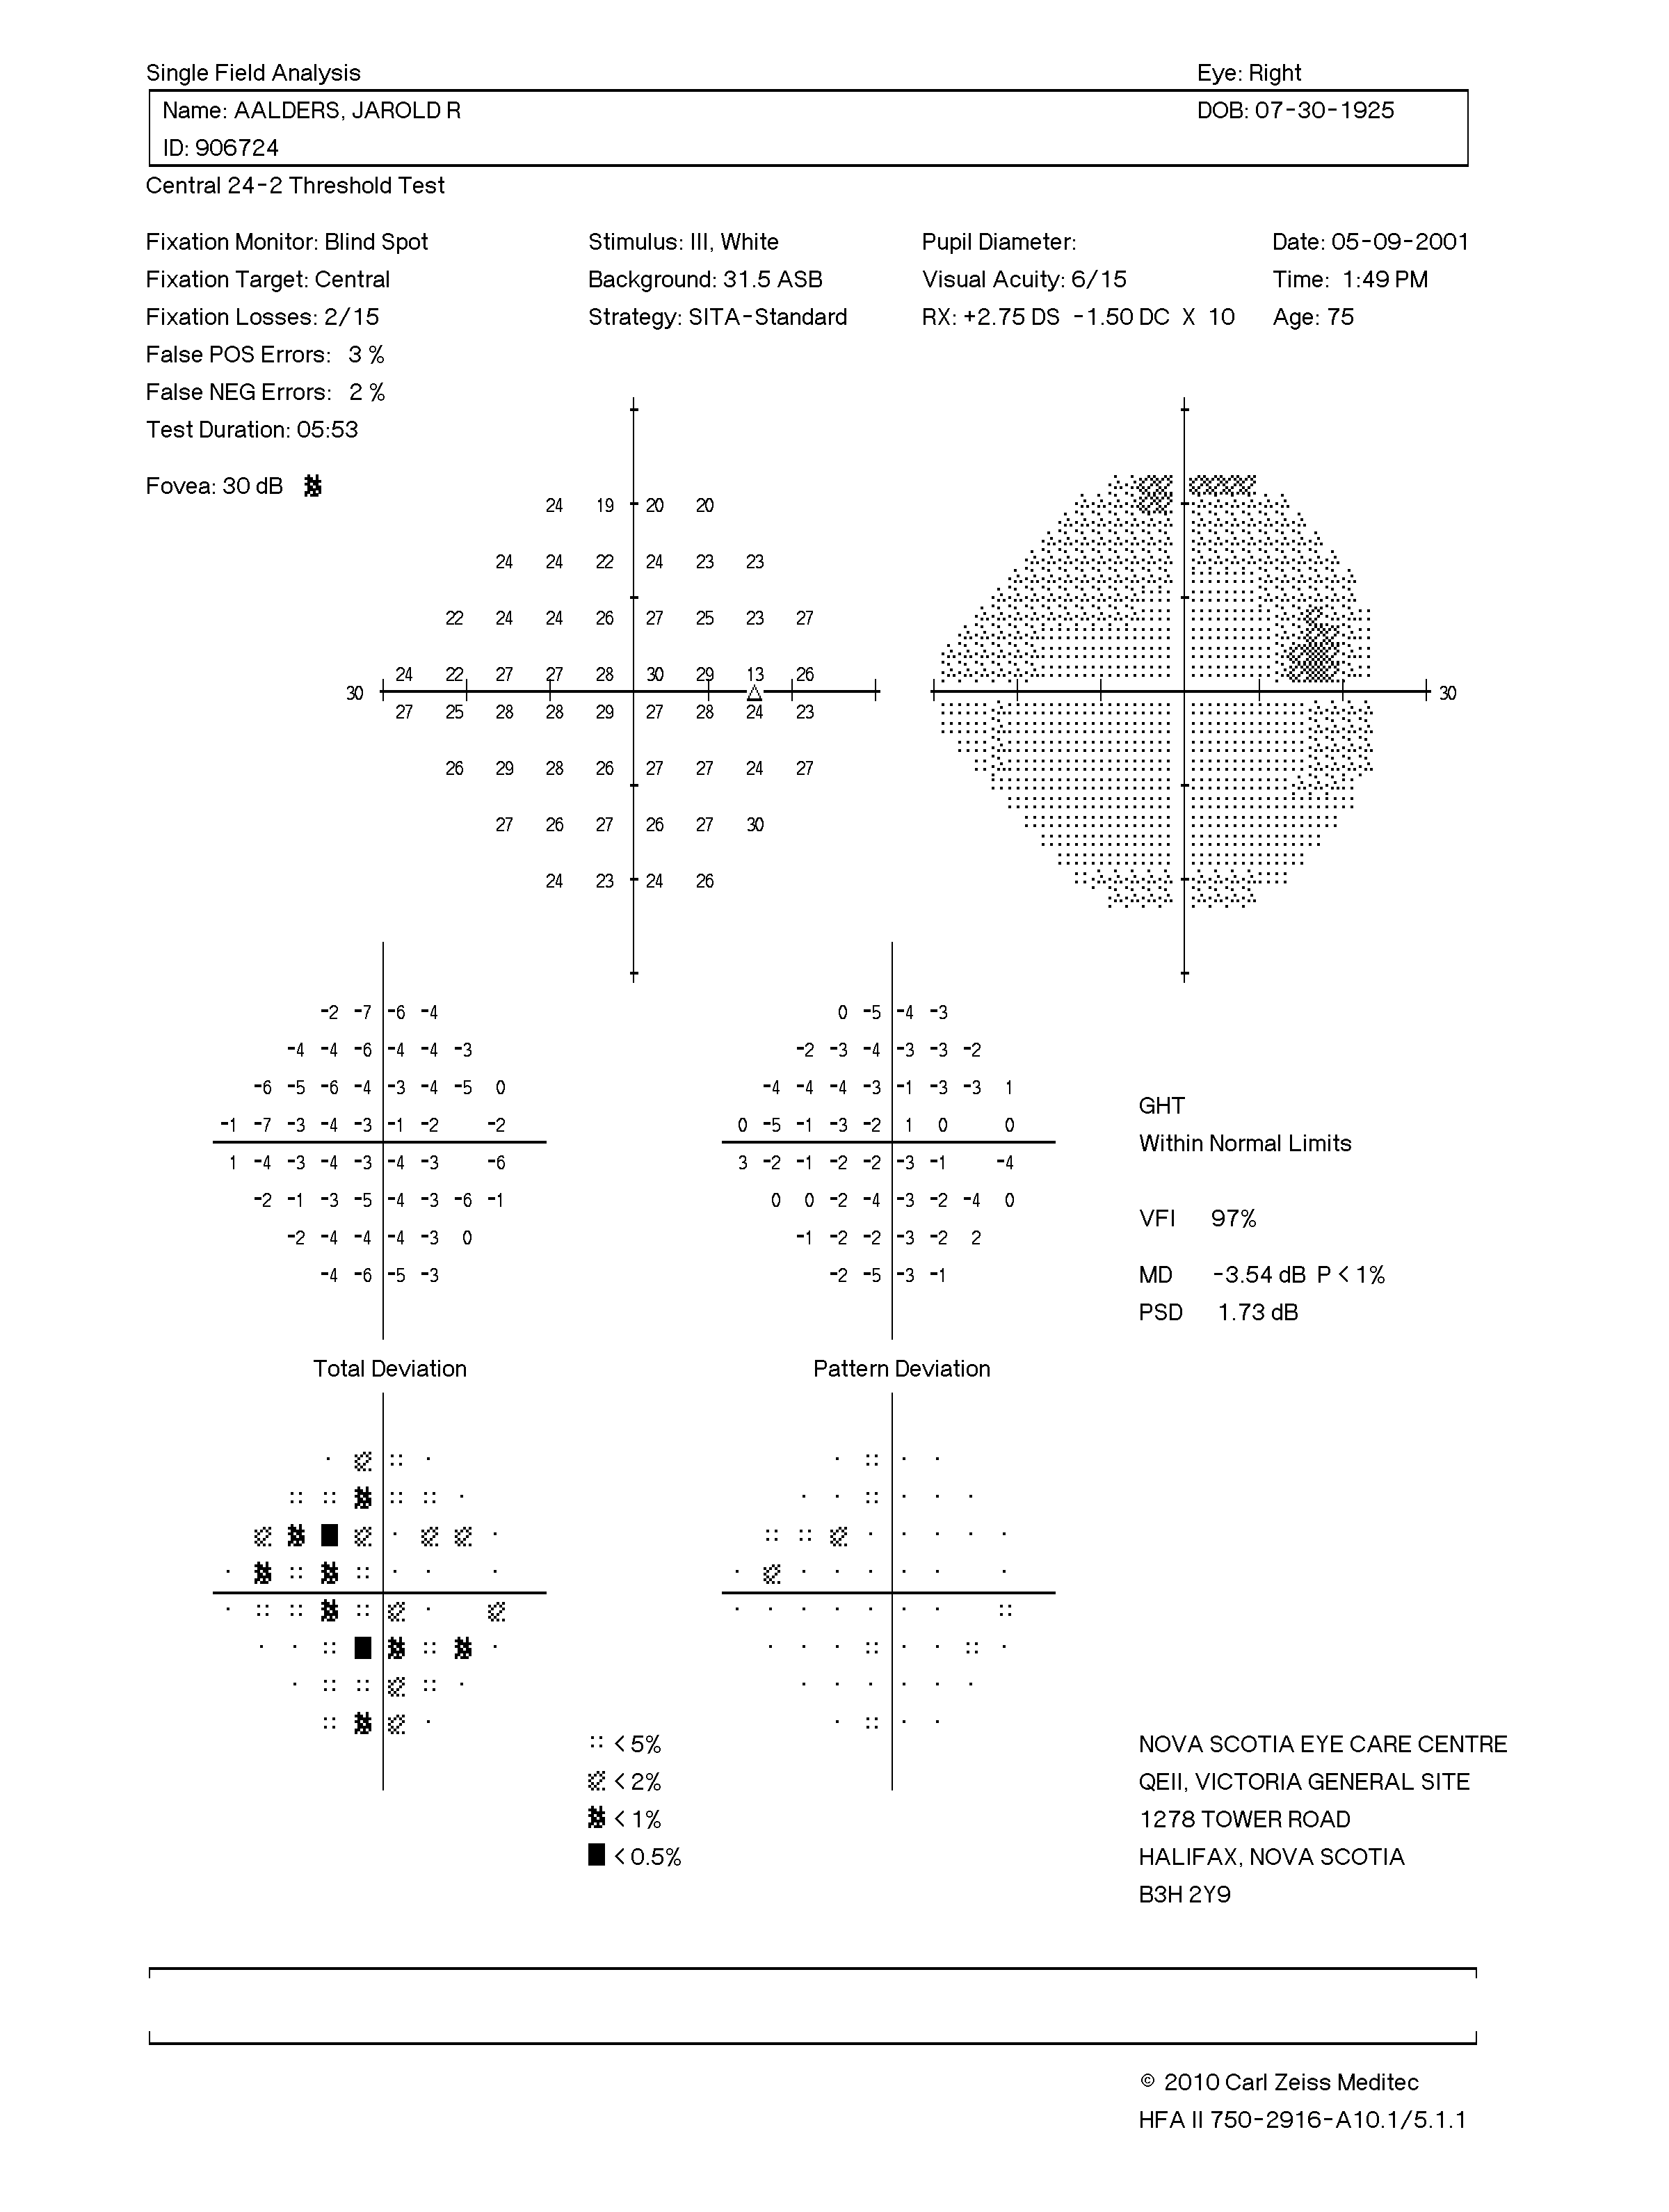 Single Field Analysis Eye: Right
Name: AALDERS, JAROLD R DOB: 07-30-1925
ID: 906724
Central 24-2 Threshold Test
Fixation Monitor: Blind Spot Stimulus: III, White Pupil Diameter: Date: 05-09-2001
Fixation Target: Central Background: 31.5 ASB Visual Acuity: 6/15 Time: 1:49 PM
Fixation Losses: 2/15 Strategy: SITA-Standard RX: +2.75 DS -1.50 DC X 10 Age: 75
False POS Errors: 3 %
False NEG Errors: 2 %
Test Duration: 05:53
Fovea: 30 dB
24 19 20 20
24 24 22 24 23 23
22 24 24 26 27 25 23 27
24 22 27 27 28 30 29 13 26
30 30
27 25 28 28 29 27 28 24 23
26 29 28 26 27 27 24 27
27 26 27 26 27 30
24 23 24 26
-2 -7 -6 -4 0 -5 -4 -3
-4 -4 -6 -4 -4 -3 -2 -3 -4 -3 -3 -2
-6 -5 -6 -4 -3 -4 -5 0 -4 -4 -4 -3 -1 -3 -3 1
GHT
-1 -7 -3 -4 -3 -1 -2 -2 0 -5 -1 -3 -2 1 0 0
Within Normal Limits
1 -4 -3 -4 -3 -4 -3 -6 3 -2 -1 -2 -2 -3 -1 -4
-2 -1 -3 -5 -4 -3 -6 -1 0 0 -2 -4 -3 -2 -4 0
VFI 97%
-2 -4 -4 -4 -3 0 -1 -2 -2 -3 -2 2
-4 -6 -5 -3 -2 -5 -3 -1 MD -3.54 dB P < 1%
PSD 1.73 dB
Total Deviation Pattern Deviation
< 5% NOVA SCOTIA EYE CARE CENTRE
< 2% QEII, VICTORIA GENERAL SITE
< 1% 1278 TOWER ROAD
< 0.5% HALIFAX, NOVA SCOTIA
B3H 2Y9
© 2010 Carl Zeiss Meditec
HFA II 750-2916-A10.1/5.1.1